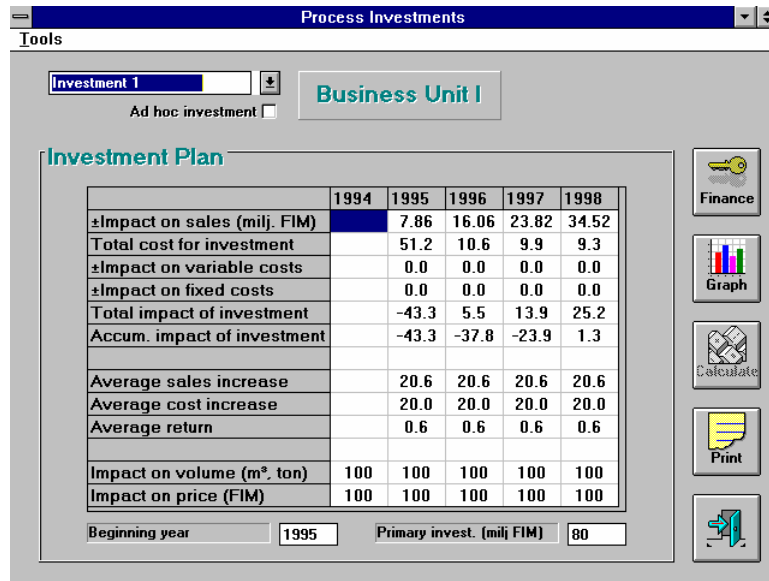 Process Investments
Tools
Investment 1
Ad hoc investment
Business Unit I
Investment Plan
1994 1995 1996 1997 1998
±Impact on sales (milj. FIM) 7.86 16.06 23.82 34.52
Total cost for investment 51.2 10.6 9.9 9.3
±Impact on variable costs 0.0 0.0 0.0 0.0
±Impact on fixed costs 0.0 0.0 0.0 0.0
Total impact of investment -43.3 5.5 13.9 25.2
Accum. impact of investment -43.3 -37.8 -23.9 1.3
Average sales increase 20.6 20.6 20.6 20.6
Average cost increase 20.0 20.0 20.0 20.0
Average return 0.6 0.6 0.6 0.6
Impact on volume (m³, ton) 100 100 100 100 100
Impact on price (FIM) 100 100 100 100 100
Beginning year 1995 Primary invest. (milj FIM) 80
Finance
Graph
Calculate
Print